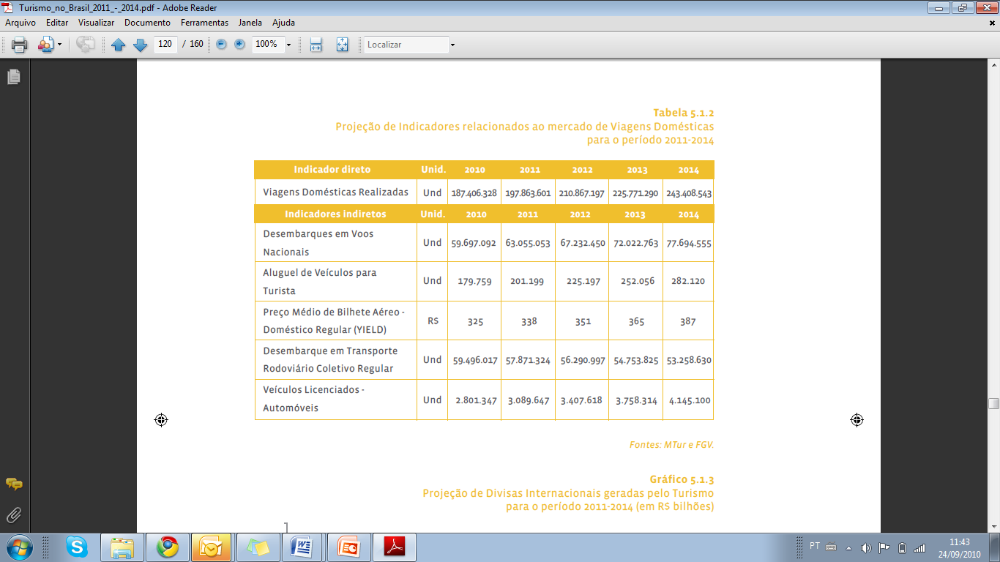 Turismo_no_Brasil_2011_-_2014.pdf - Adobe Reader
Arquivo Editar Visualizar Documento Ferramentas Janela Ajuda
120 / 160 100% Localizar
Tabela 5.1.2
Projeção de Indicadores relacionados ao mercado de Viagens Domésticas
para o período 2011-2014
Indicador direto Unid. 2010 2011 2012 2013 2014
Viagens Domésticas Realizadas Und 187.406.328 197.863.601 210.867.197 225.771.290 243.408.543
Indicadores indiretos Unid. 2010 2011 2012 2013 2014
Desembarques em Voos
Nacionais Und 59.697.092 63.055.053 67.232.450 72.022.763 77.694.555
Aluguel de Veículos para
Turista Und 179.759 201.199 225.197 252.056 282.120
Preço Médio de Bilhete Aéreo -
Doméstico Regular (YIELD) R$ 325 338 351 365 387
Desembarque em Transporte
Rodoviário Coletivo Regular Und 59.496.017 57.871.324 56.290.997 54.753.825 53.258.630
Veículos Licenciados -
Automóveis Und 2.801.347 3.089.647 3.407.618 3.758.314 4.145.100
Fontes: MTur e FGV.
Gráfico 5.1.3
Projeção de Divisas Internacionais geradas pelo Turismo
para o período 2011-2014 (em R$ bilhões)
PT 11:43
24/09/2010